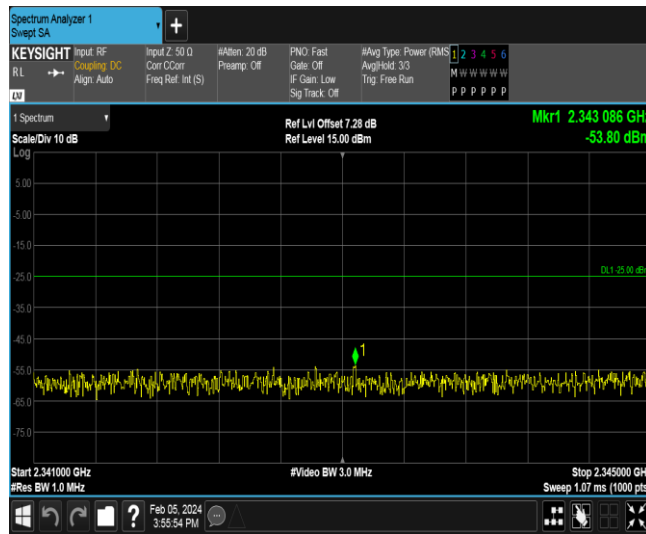 Spectrum Analyzer 1
Swept SA
KEYSIGHT
RL
LXI
Input: RF
Coupling: DC
Align: Auto
Input Z: 50 Ω
Corr CCorr
Freq Ref: Int (S)
#Atten: 20 dB
Preamp: Off
PNO: Fast
Gate: Off
IF Gain: Low
Sig Track: Off
#Avg Type: Power (RMS
Avg|Hold: 3/3
Trig: Free Run
1 2 3 4 5 6
M W W W W W
P P P P P P
1 Spectrum
Scale/Div 10 dB
Log
Ref Lvl Offset 7.28 dB
Ref Level 15.00 dBm
Mkr1 2.343 086 GHz
-53.80 dBm
5.00
-5.00
-15.0
-25.0
-35.0
-45.0
-55.0
-65.0
-75.0
DL1 -25.00 dBm
1
Start 2.341000 GHz
#Res BW 1.0 MHz
#Video BW 3.0 MHz
Stop 2.345000 GH
Sweep 1.07 ms (1000 pts
?
Feb 05, 2024
3:55:54 PM